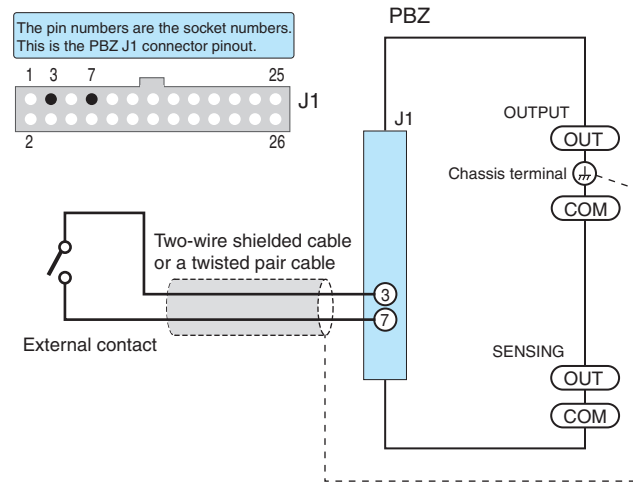 The pin numbers are the socket numbers.
This is the PBZ J1 connector pinout.
1 3 7 25
J1
2 26
PBZ
J1
OUTPUT
OUT
Chassis terminal
COM
Two-wire shielded cable
or a twisted pair cable
3
7
External contact
SENSING
OUT
COM